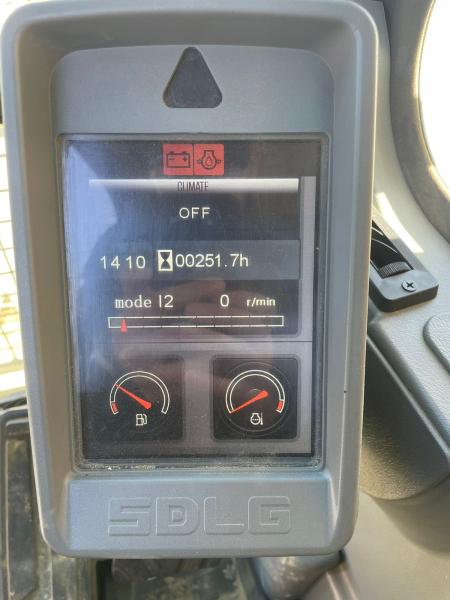 CLIMATE
OFF
1410 00251.7h
mode I2 0 r/min
SDLG